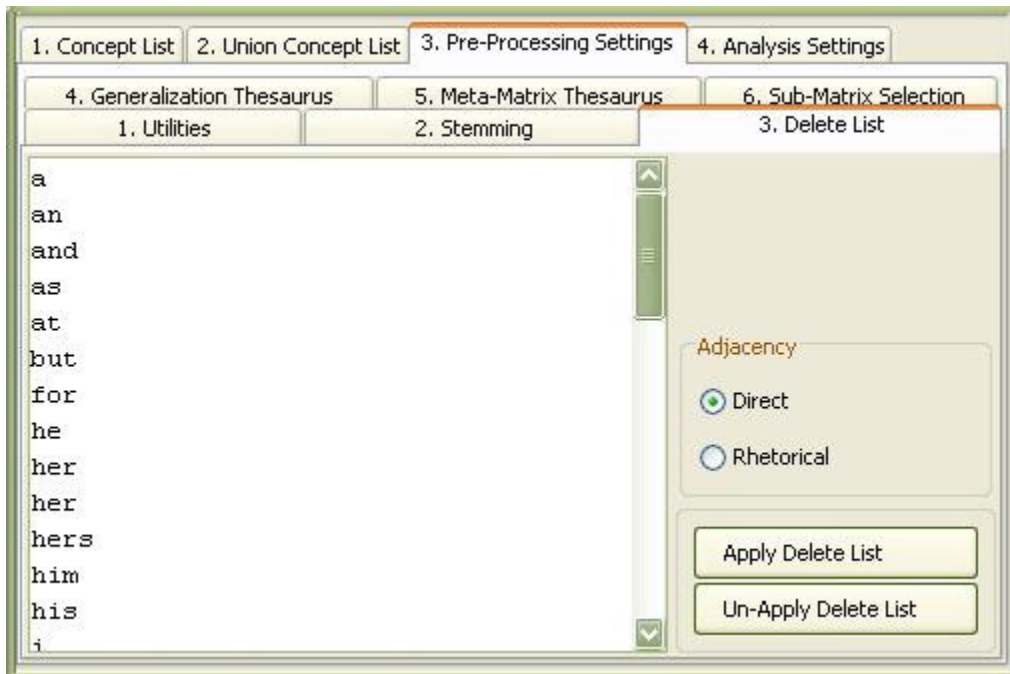 1. Concept List 2. Union Concept List 3. Pre-Processing Settings 4. Analysis Settings
4. Generalization Thesaurus 5. Meta-Matrix Thesaurus 6. Sub-Matrix Selection
1. Utilities 2. Stemming 3. Delete List
a
an
and
as
at
but
for
he
her
her
hers
him
his
i
Adjacency
Direct
Rhetorical
Apply Delete List
Un-Apply Delete List